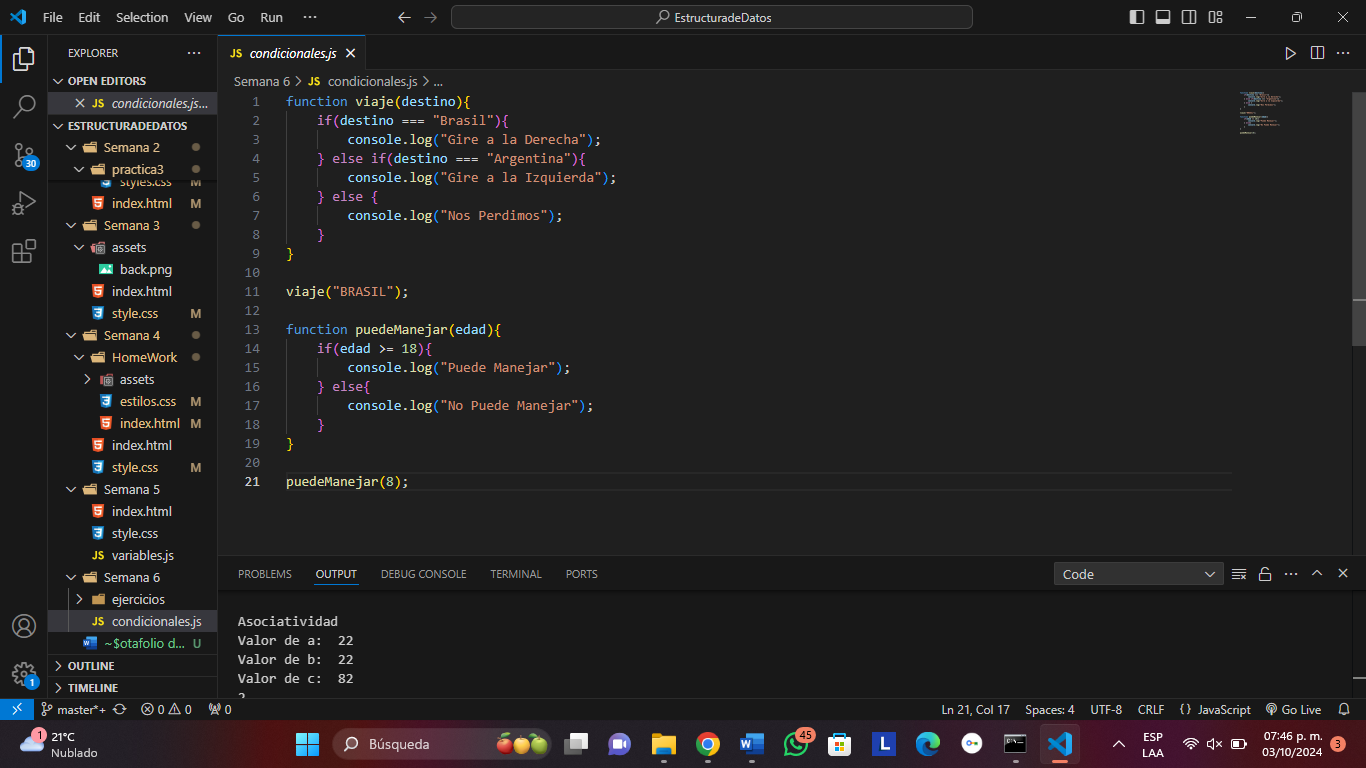 File Edit Selection View Go Run ···
EstructuradeDatos
EXPLORER
OPEN EDITORS
condicionales.js...
ESTRUCTURADEDATOS
Semana 2
practica3
styles.css M
index.html M
Semana 3
assets
back.png
index.html
style.css M
Semana 4
HomeWork
assets
estilos.css M
index.html M
index.html
style.css M
Semana 5
index.html
style.css
JS variables.js
Semana 6
ejercicios
JS condicionales.js
~$otafolio d... U
OUTLINE
TIMELINE
30
1
JS condicionales.js
Semana 6 > JS condicionales.js > ...
1 function viaje(destino){
2     if(destino === "Brasil"){
3         console.log("Gire a la Derecha");
4     } else if(destino === "Argentina"){
5         console.log("Gire a la Izquierda");
6     } else {
7         console.log("Nos Perdimos");
8     }
9 }
10
11 viaje("BRASIL");
12
13 function puedeManejar(edad){
14     if(edad >= 18){
15         console.log("Puede Manejar");
16     } else{
17         console.log("No Puede Manejar");
18     }
19 }
20
21 puedeManejar(8);
PROBLEMS OUTPUT DEBUG CONSOLE TERMINAL PORTS
Code
Asociatividad
Valor de a:  22
Valor de b:  22
Valor de c:  82
master*+ 0 0 0
Ln 21, Col 17 Spaces: 4 UTF-8 CRLF {} JavaScript Go Live
1
21°C
Nublado
Búsqueda
45
L
ESP
LAA
07:46 p. m.
03/10/2024
3